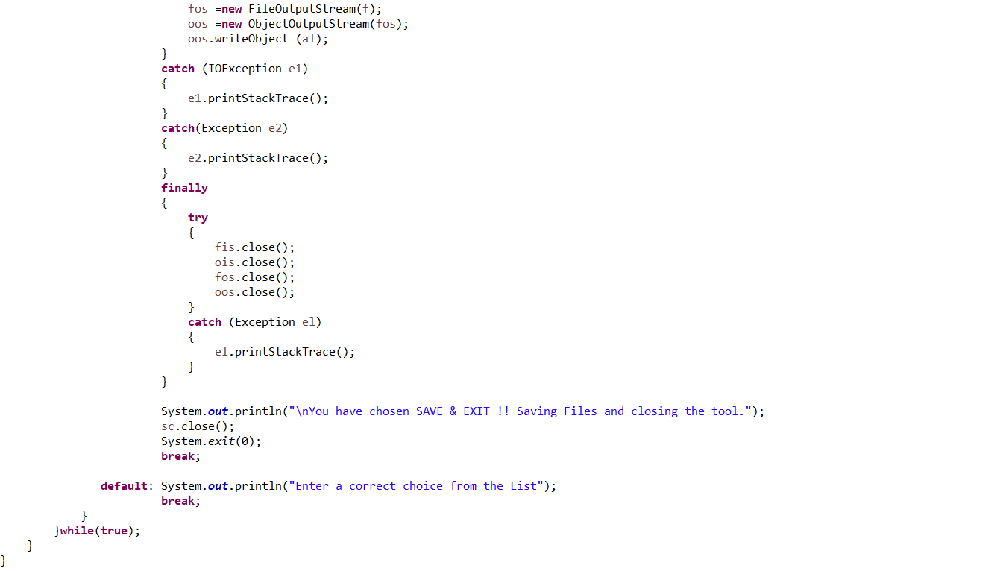 fos =new FileOutputStream(f);
oos =new ObjectOutputStream(fos);
oos.writeObject (al);
}
catch (IOException e1)
{
e1.printStackTrace();
}
catch(Exception e2)
{
e2.printStackTrace();
}
finally
{
try
{
fis.close();
ois.close();
fos.close();
oos.close();
}
catch (Exception el)
{
el.printStackTrace();
}
}
System.out.println("\nYou have chosen SAVE & EXIT !! Saving Files and closing the tool.");
sc.close();
System.exit(0);
break;
default: System.out.println("Enter a correct choice from the List");
break;
}
}while(true);
}
}